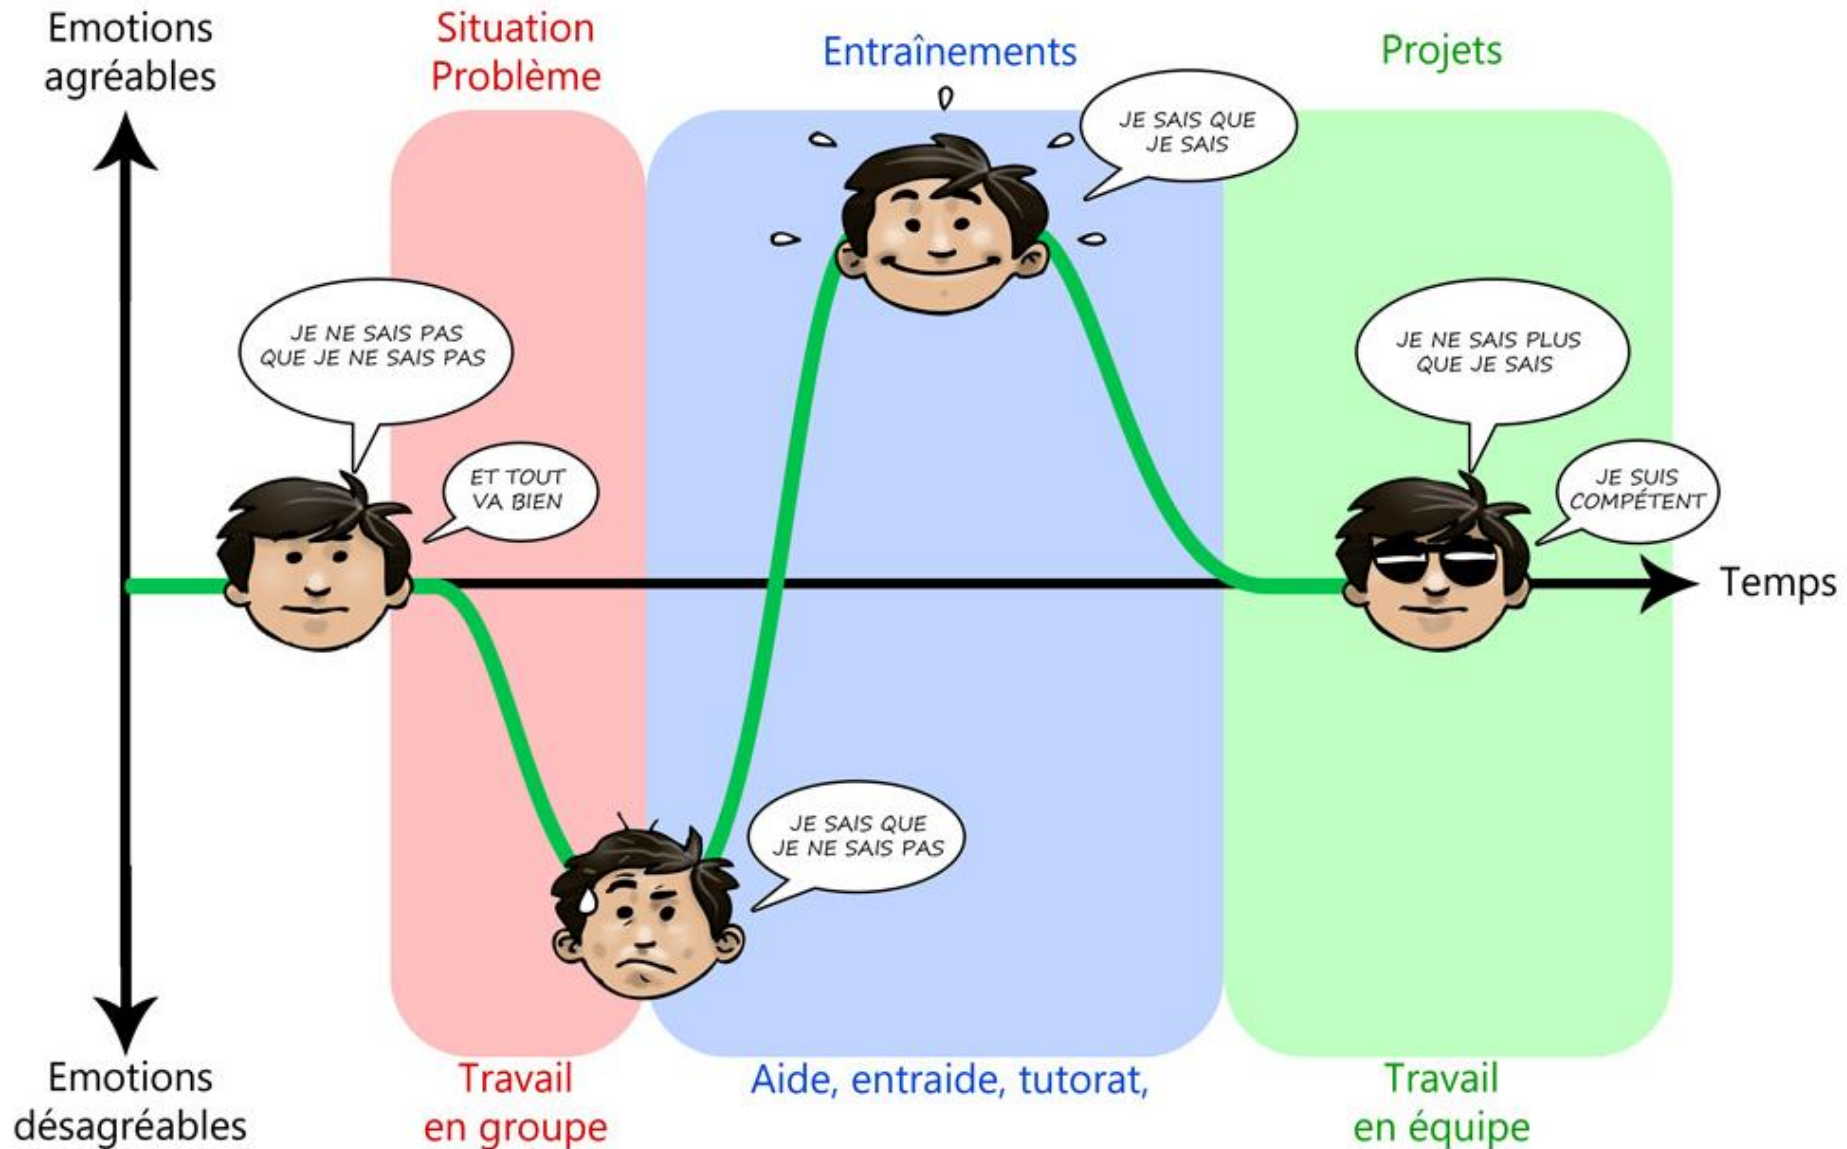 Emotions
agréables
Situation
Problème
Entraînements
Projets
JE SAIS QUE
JE SAIS
JE NE SAIS PAS
QUE JE NE SAIS PAS
JE NE SAIS PLUS
QUE JE SAIS
ET TOUT
VA BIEN
JE SUIS
COMPÉTENT
Temps
JE SAIS QUE
JE NE SAIS PAS
Emotions
désagréables
Travail
en groupe
Aide, entraide, tutorat,
Travail
en équipe